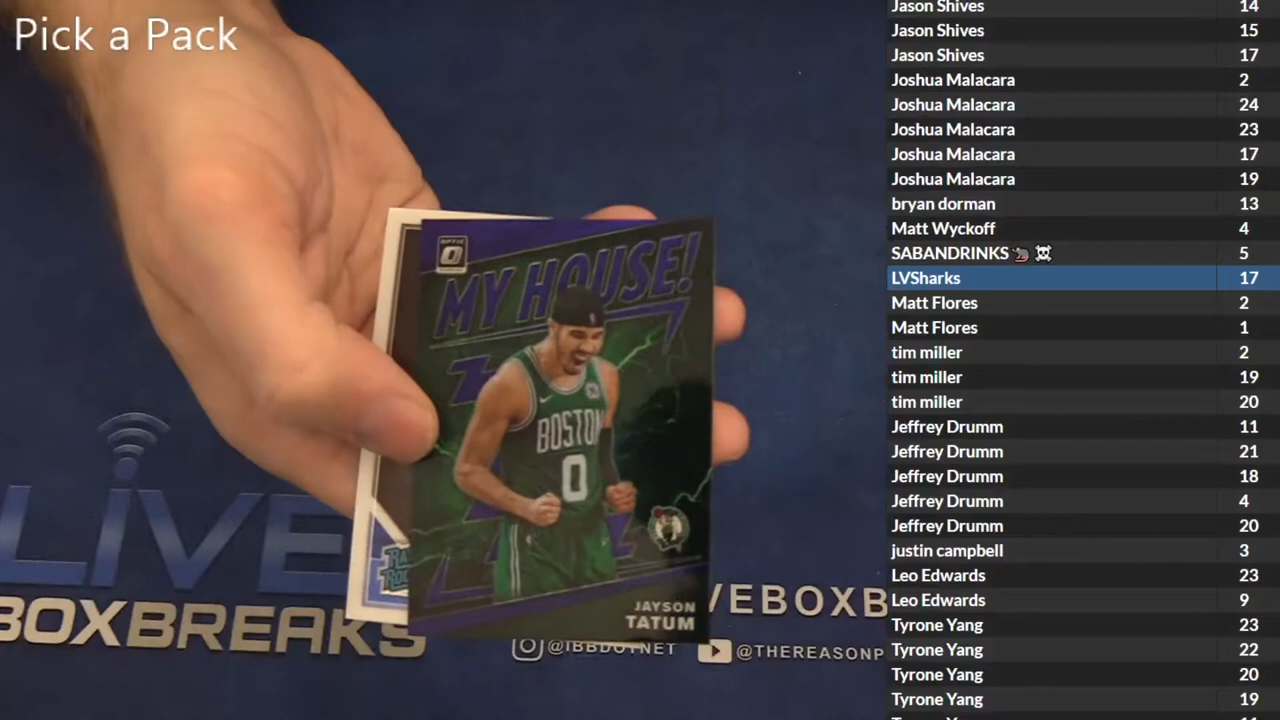 Pick a Pack
OPTIC
MY HOUSE!
BOSTON
0
JAYSON
TATUM
LIVE
BOXBREAKS
VEBOXB
@IBBDOTNET
@THEREASONP
Jason Shives 14
Jason Shives 15
Jason Shives 17
Joshua Malacara 2
Joshua Malacara 24
Joshua Malacara 23
Joshua Malacara 17
Joshua Malacara 19
bryan dorman 13
Matt Wyckoff 4
SABANDRINKS🐀☠ 5
LVSharks 17
Matt Flores 2
Matt Flores 1
tim miller 2
tim miller 19
tim miller 20
Jeffrey Drumm 11
Jeffrey Drumm 21
Jeffrey Drumm 18
Jeffrey Drumm 4
Jeffrey Drumm 20
justin campbell 3
Leo Edwards 23
Leo Edwards 9
Tyrone Yang 23
Tyrone Yang 22
Tyrone Yang 20
Tyrone Yang 19